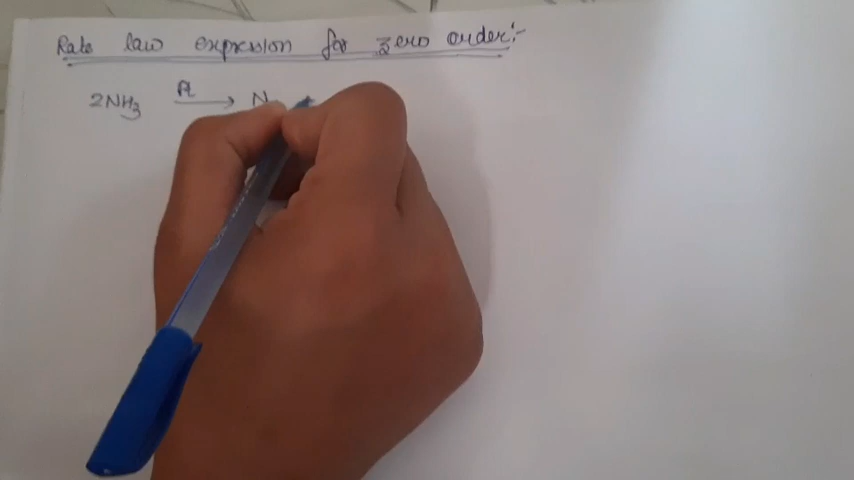 Rate law expression for zero order:-
2NH3 Pt → N